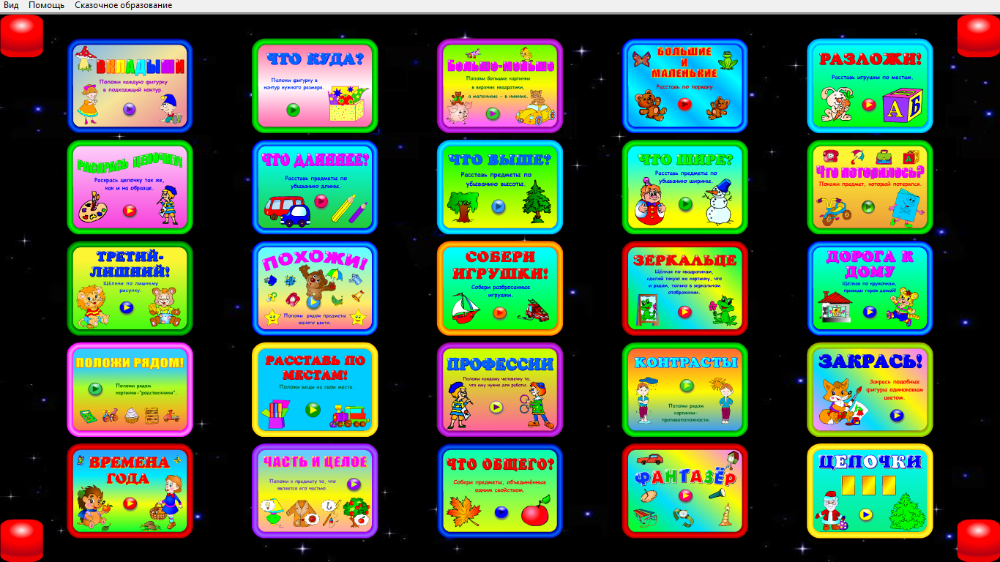 Вид Помощь Сказочное образование
ВКЛАДЫШИ
Положи каждую фигурку
в подходящий контур.
ЧТО КУДА?
Положи фигурку в
контур нужного размера.
Больше-меньше
Положи большие картинки
в верхние квадратики,
а маленькие - в нижние.
БОЛЬШИЕ
И
МАЛЕНЬКИЕ
Расставь по порядку.
РАЗЛОЖИ!
Расставь игрушки по местам.
А Б
РАСКРАСЬ ЦЕПОЧКУ!
Раскрась цепочку так же,
как и на образце.
ЧТО ДЛИННЕЕ?
Расставь предметы по
убыванию длины.
ЧТО ВЫШЕ?
Расставь предметы по
убыванию высоты.
ЧТО ШИРЕ?
Расставь предметы по
убыванию ширины.
Что потерялось?
Покажи предмет, который потерялся.
ТРЕТИЙ-
ЛИШНИЙ!
Щёлкни по лишнему
рисунку.
ПОХОЖИ!
Положи рядом предметы
одного цвета.
СОБЕРИ
ИГРУШКИ!
Собери разбросанные
игрушки.
ЗЕРКАЛЬЦЕ
Щёлкая по квадратикам,
сделай такую же картинку, что
и рядом, только в зеркальном
отображении.
ДОРОГА К
ДОМУ
Щёлкая по кружочкам,
приведи героя домой!
ПОЛОЖИ РЯДОМ!
Положи рядом
картинки-"родственники".
РАССТАВЬ ПО
МЕСТАМ!
Положи вещи на свои места.
ПРОФЕССИИ
Положи каждому человечку то,
что ему нужно для работы.
КОНТРАСТЫ
Положи рядом
картинки-
противоположности.
ЗАКРАСЬ!
Закрась подобные
фигуры одинаковым
цветом.
ВРЕМЕНА
ГОДА
ЧАСТЬ И ЦЕЛОЕ
Положи к предмету то, что
является его частью.
ЧТО ОБЩЕГО?
Собери предметы, объединённые
одним свойством.
ФАНТАЗЁР
ЦЕПОЧКИ